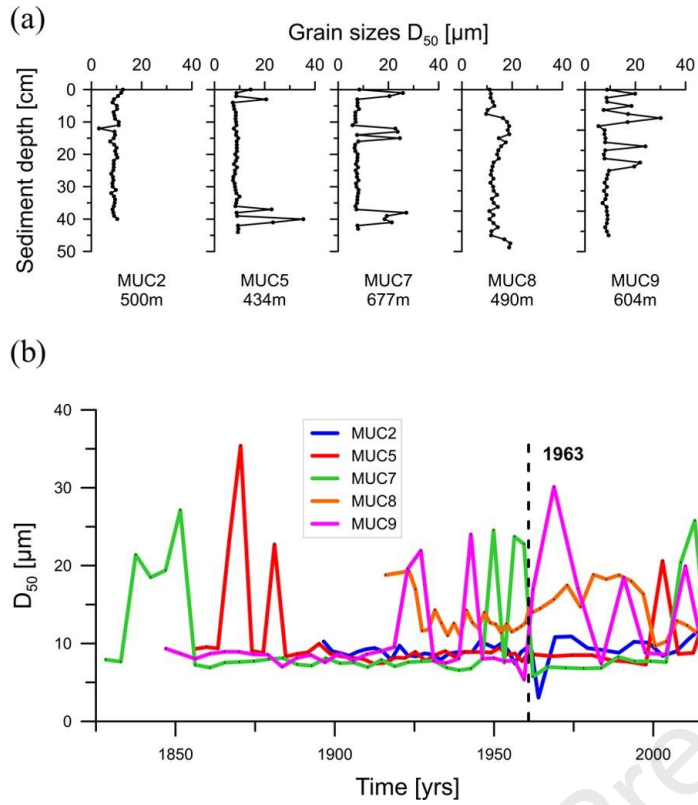 (a)
Grain sizes D50 [µm]
0 20 40 0 20 40 0 20 40 0 20 40 0 20 40
Sediment depth [cm]
0
10
20
30
40
50
MUC2 MUC5 MUC7 MUC8 MUC9
500m 434m 677m 490m 604m
(b)
D50 [µm]
40
30
20
10
0
MUC2
MUC5
MUC7
MUC8
MUC9
1963
1850 1900 1950 2000
Time [yrs]